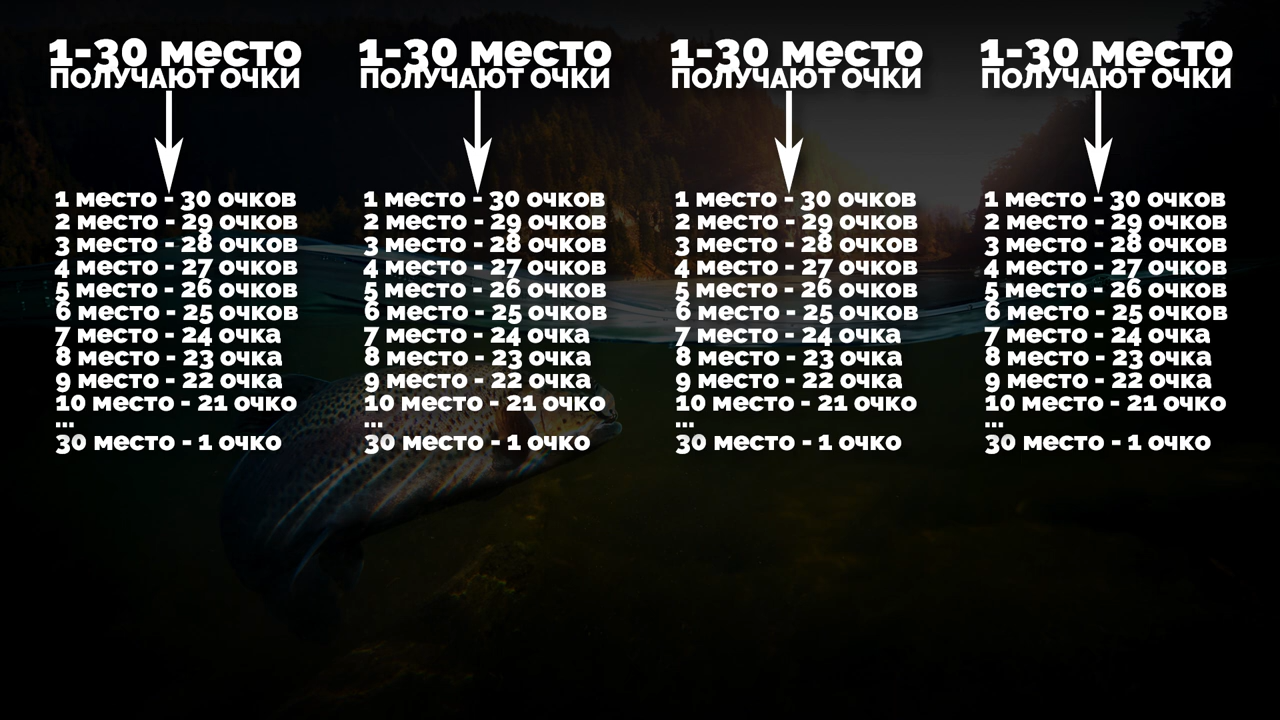 1-30 место
ПОЛУЧАЮТ ОЧКИ
1 место - 30 очков
2 место - 29 очков
3 место - 28 очков
4 место - 27 очков
5 место - 26 очков
6 место - 25 очков
7 место - 24 очка
8 место - 23 очка
9 место - 22 очка
10 место - 21 очко
...
30 место - 1 очко
1-30 место
ПОЛУЧАЮТ ОЧКИ
1 место - 30 очков
2 место - 29 очков
3 место - 28 очков
4 место - 27 очков
5 место - 26 очков
6 место - 25 очков
7 место - 24 очка
8 место - 23 очка
9 место - 22 очка
10 место - 21 очко
...
30 место - 1 очко
1-30 место
ПОЛУЧАЮТ ОЧКИ
1 место - 30 очков
2 место - 29 очков
3 место - 28 очков
4 место - 27 очков
5 место - 26 очков
6 место - 25 очков
7 место - 24 очка
8 место - 23 очка
9 место - 22 очка
10 место - 21 очко
...
30 место - 1 очко
1-30 место
ПОЛУЧАЮТ ОЧКИ
1 место - 30 очков
2 место - 29 очков
3 место - 28 очков
4 место - 27 очков
5 место - 26 очков
6 место - 25 очков
7 место - 24 очка
8 место - 23 очка
9 место - 22 очка
10 место - 21 очко
...
30 место - 1 очко